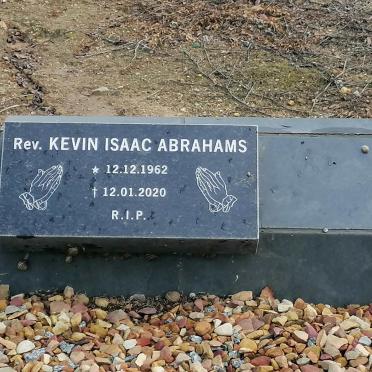 Rev. KEVIN ISAAC ABRAHAMS
★ 12.12.1962
† 12.01.2020
R.I.P.